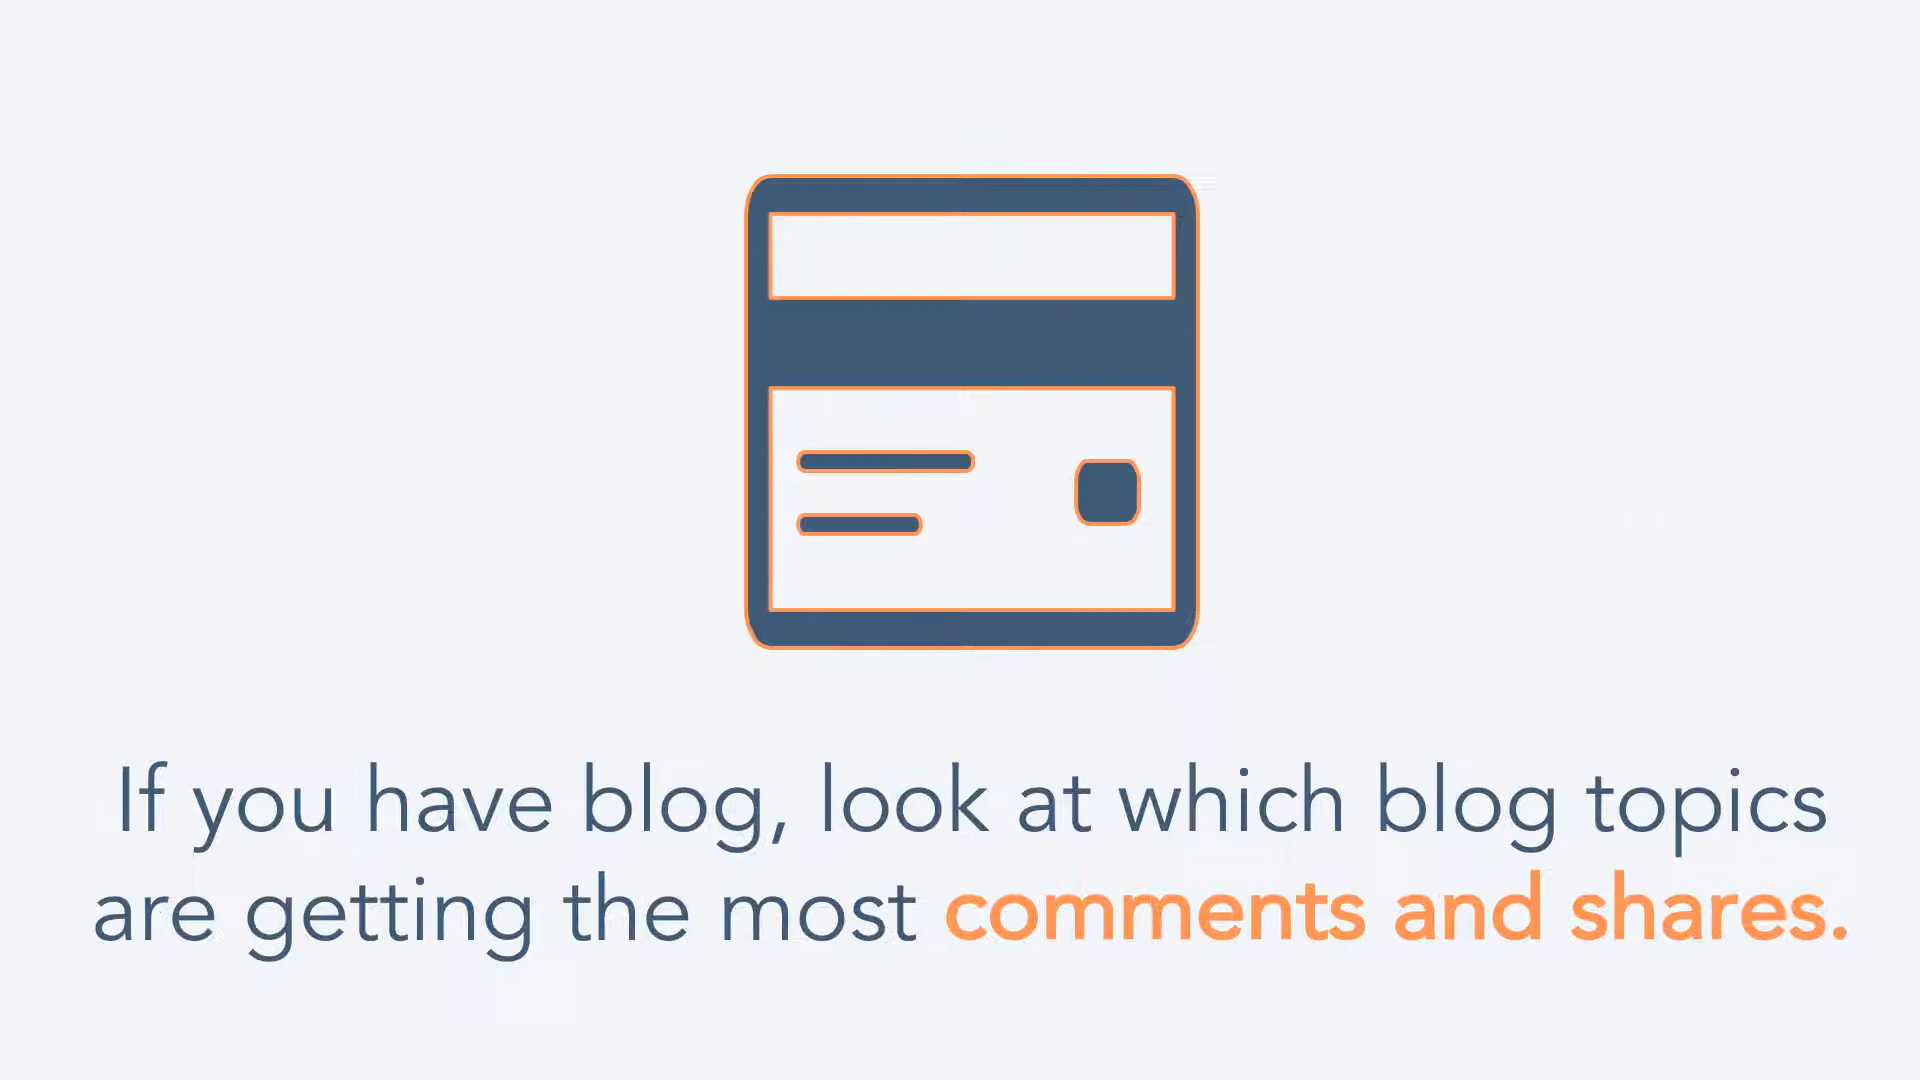 If you have blog, look at which blog topics
are getting the most comments and shares.